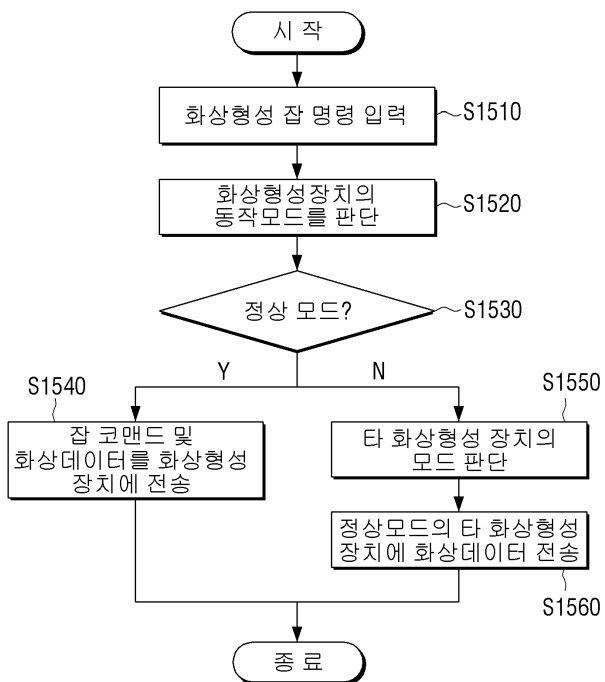 시 작
화상형성 잡 명령 입력
S1510
화상형성장치의
동작모드를 판단
S1520
정상 모드?
S1530
Y
N
S1540
잡 코맨드 및
화상데이터를 화상형성
장치에 전송
S1550
타 화상형성 장치의
모드 판단
정상모드의 타 화상형성
장치에 화상데이터 전송
S1560
종 료